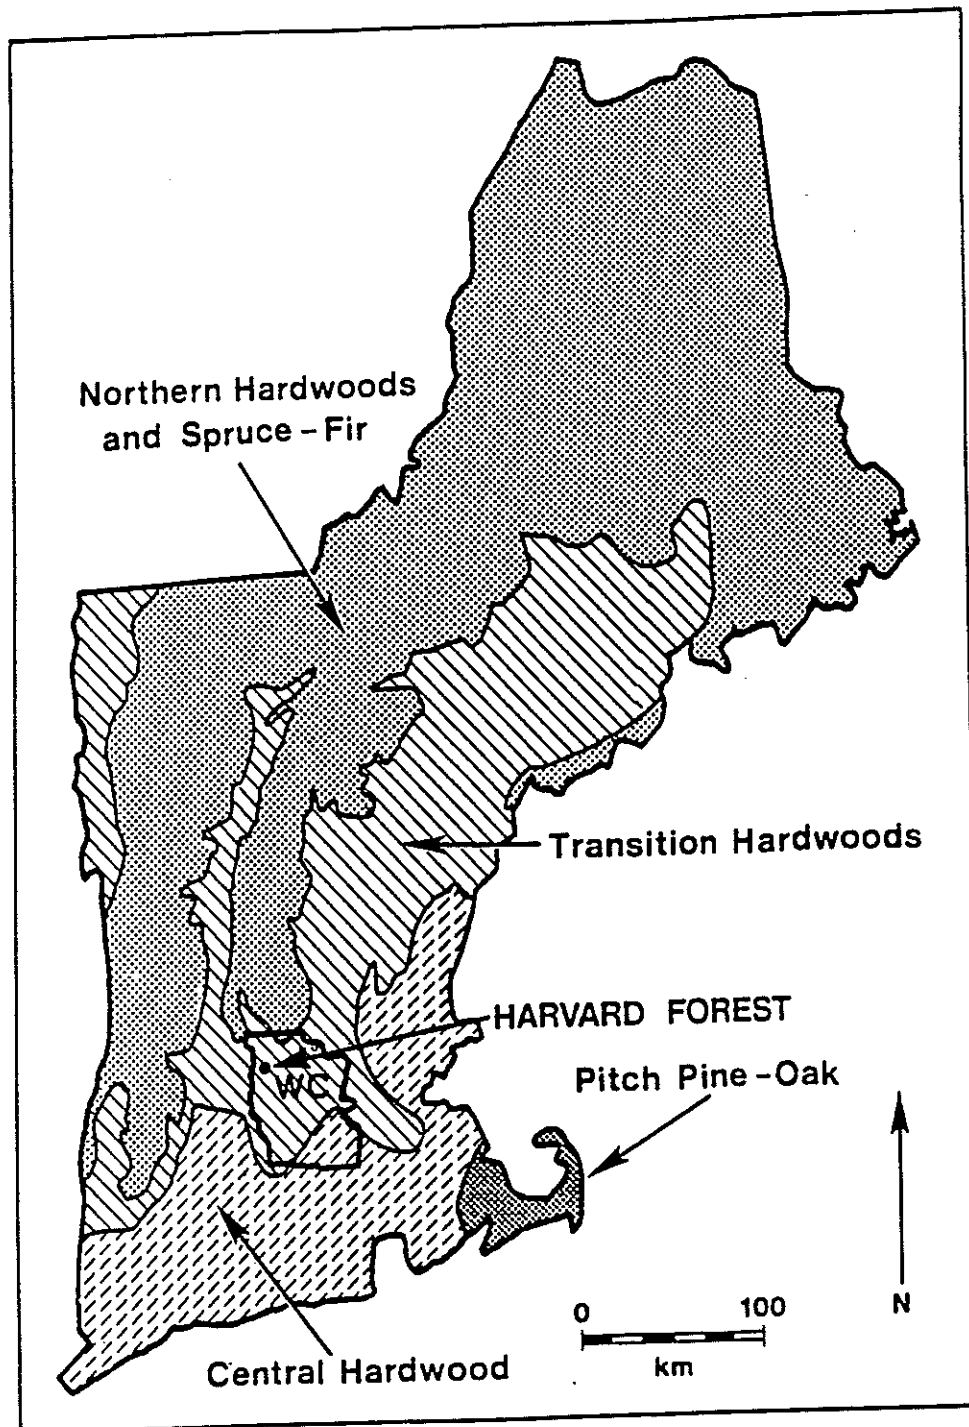 Northern Hardwoods
and Spruce-Fir
Transition Hardwoods
HARVARD FOREST
WC
Pitch Pine-Oak
Central Hardwood
0 100
km
N